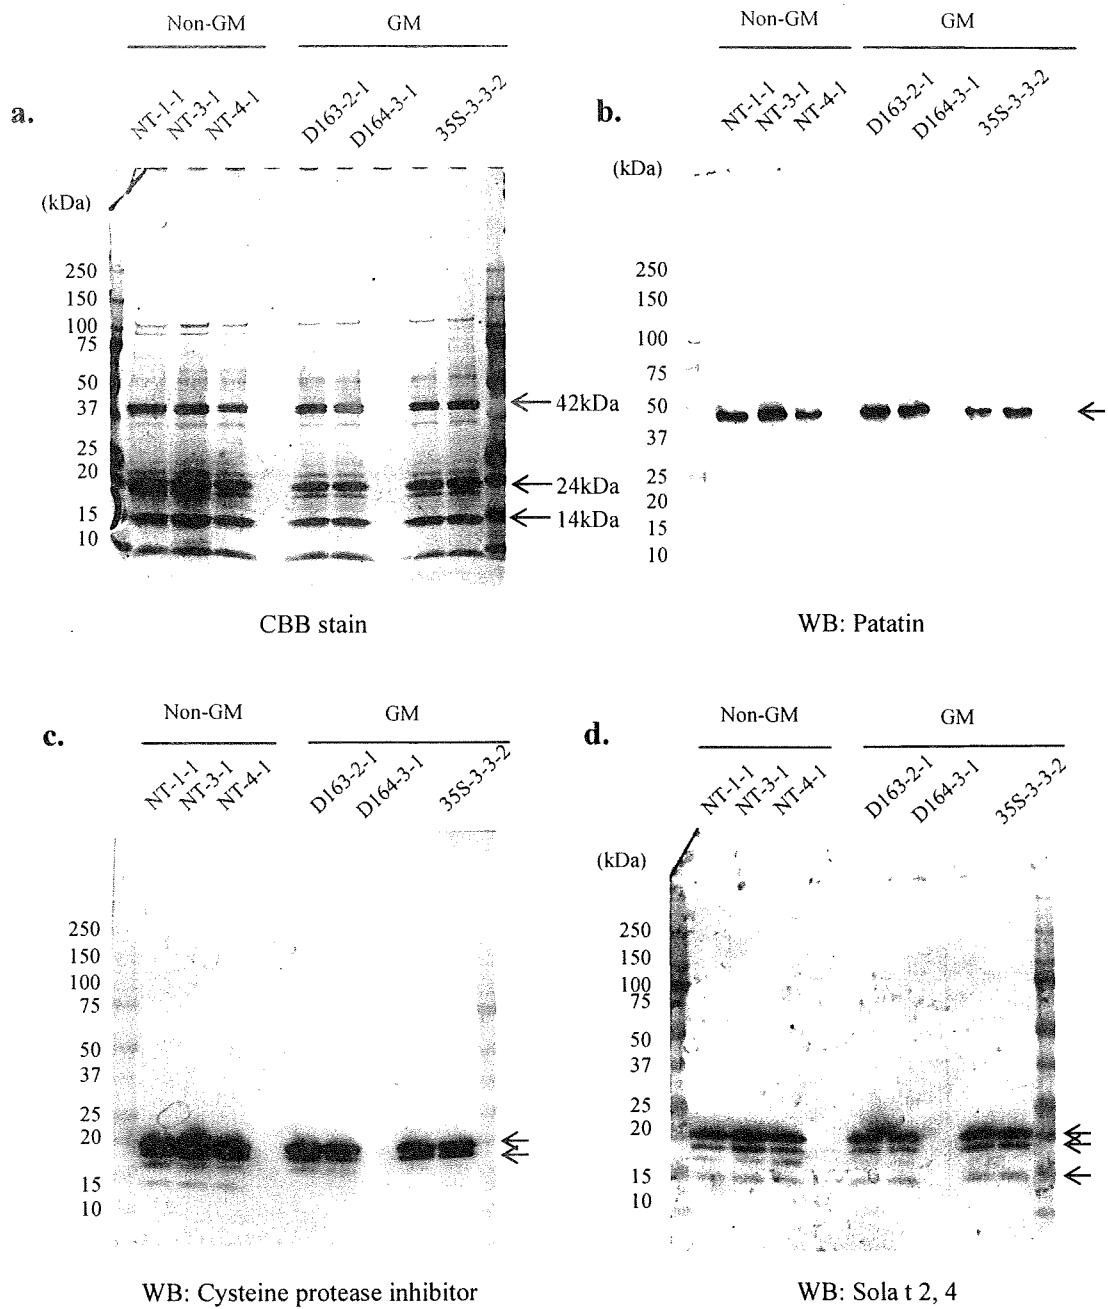 Non-GM GM
a.
NT-1-1 NT-3-1 NT-4-1 D163-2-1 D164-3-1 35S-3-3-2
(kDa)
250
150
100
75
50
37
25
20
15
10
42kDa
24kDa
14kDa
CBB stain
Non-GM GM
b.
NT-1-1 NT-3-1 NT-4-1 D163-2-1 D164-3-1 35S-3-3-2
(kDa)
250
150
100
75
50
37
25
20
15
10
WB: Patatin
Non-GM GM
c.
NT-1-1 NT-3-1 NT-4-1 D163-2-1 D164-3-1 35S-3-3-2
250
150
100
75
50
37
25
20
15
10
WB: Cysteine protease inhibitor
Non-GM GM
d.
NT-1-1 NT-3-1 NT-4-1 D163-2-1 D164-3-1 35S-3-3-2
(kDa)
250
150
100
75
50
37
25
20
15
10
WB: Sola t 2, 4